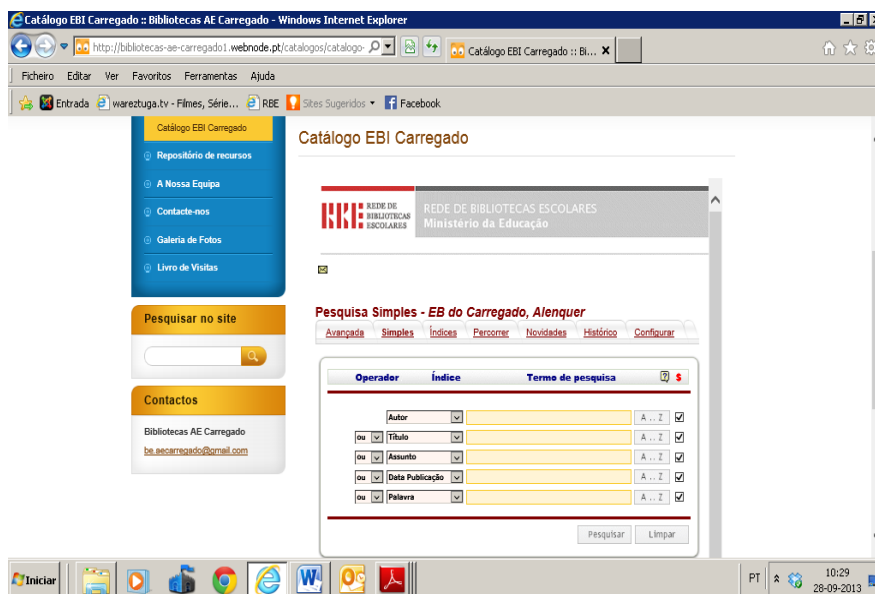 Catálogo EBI Carregado :: Bibliotecas AE Carregado - Windows Internet Explorer
http://bibliotecas-ae-carregado1.webnode.pt/catalogos/catalogo-
Catálogo EBI Carregado :: Bi...
Ficheiro Editar Ver Favoritos Ferramentas Ajuda
Entrada wareztuga.tv - Filmes, Série... RBE Sites Sugeridos Facebook
Catálogo EBI Carregado
Repositório de recursos
A Nossa Equipa
Contacte-nos
Galeria de Fotos
Livro de Visitas
Pesquisar no site
Contactos
Bibliotecas AE Carregado
be.aecarregado@gmail.com
Catálogo EBI Carregado
REDE DE
BIBLIOTECAS
ESCOLARES
REDE DE BIBLIOTECAS ESCOLARES
Ministério da Educação
Pesquisa Simples - EB do Carregado, Alenquer
Avançada Simples Índices Percorrer Novidades Histórico Configurar
Operador Índice Termo de pesquisa ? $
Autor A .. Z
ou Título A .. Z
ou Assunto A .. Z
ou Data Publicação A .. Z
ou Palavra A .. Z
Pesquisar Limpar
Iniciar
PT
10:29
28-09-2013